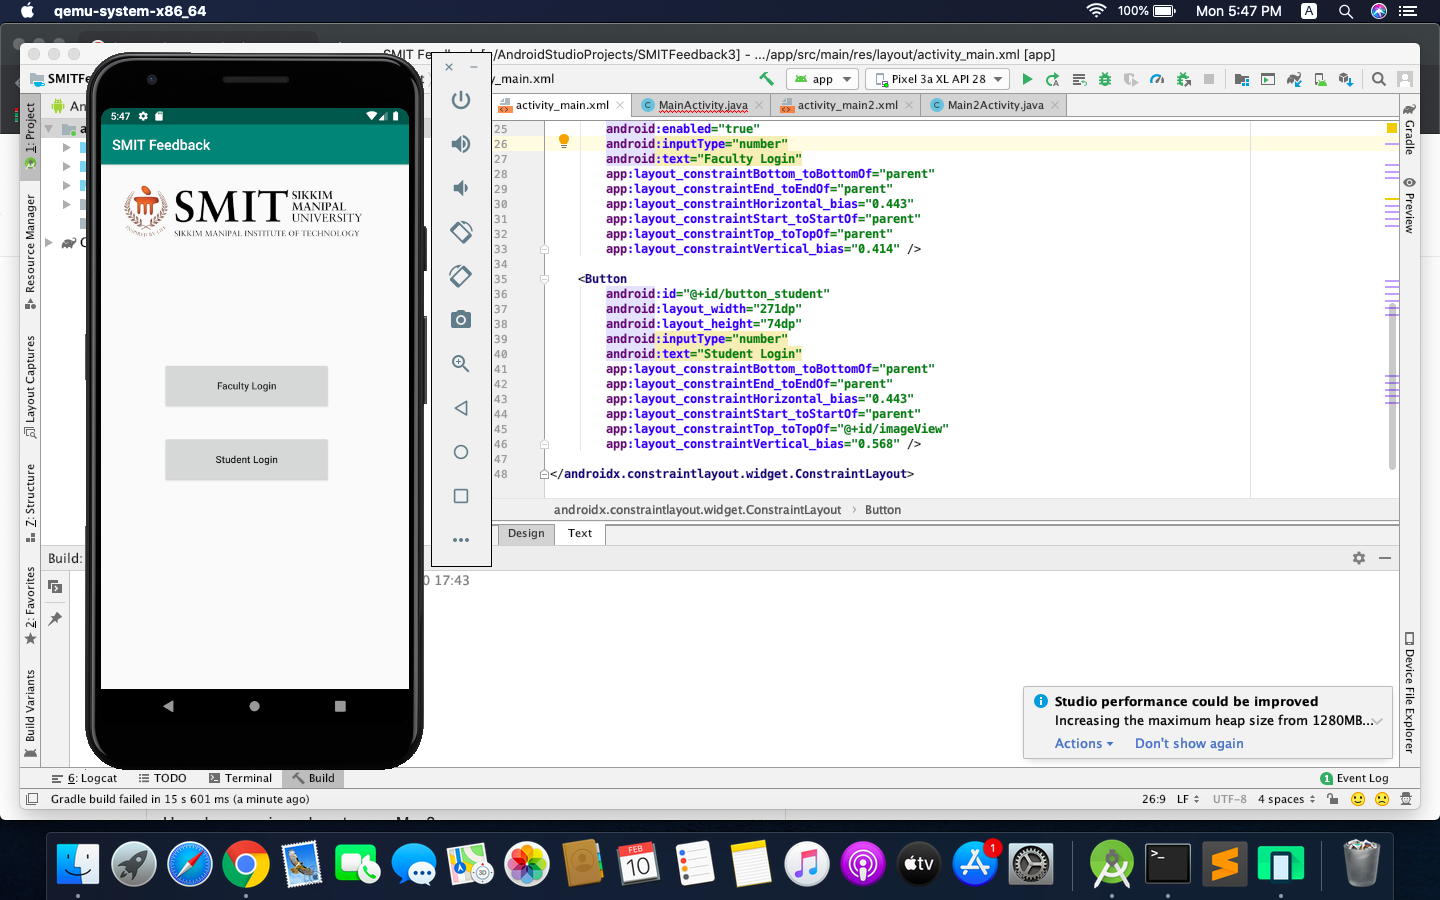 qemu-system-x86_64
100%
Mon 5:47 PM
A
SMIT
/AndroidStudioProjects/SMITFeedback3] - .../app/src/main/res/layout/activity_main.xml [app]
_main.xml
app
Pixel 3a XL API 28
activity_main.xml
MainActivity.java
activity_main2.xml
Main2Activity.java
1: Project
Resource Manager
Layout Captures
7: Structure
2: Favorites
Build Variants
5:47
SMIT Feedback
SMIT SIKKIM
MANIPAL
UNIVERSITY
SIKKIM MANIPAL INSTITUTE OF TECHNOLOGY
INSPIRED BY LIFE
Faculty Login
Student Login
25 android:enabled="true"
26 android:inputType="number"
27 android:text="Faculty Login"
28 app:layout_constraintBottom_toBottomOf="parent"
29 app:layout_constraintEnd_toEndOf="parent"
30 app:layout_constraintHorizontal_bias="0.443"
31 app:layout_constraintStart_toStartOf="parent"
32 app:layout_constraintTop_toTopOf="parent"
33 app:layout_constraintVertical_bias="0.414" />
34
35 <Button
36 android:id="@+id/button_student"
37 android:layout_width="271dp"
38 android:layout_height="74dp"
39 android:inputType="number"
40 android:text="Student Login"
41 app:layout_constraintBottom_toBottomOf="parent"
42 app:layout_constraintEnd_toEndOf="parent"
43 app:layout_constraintHorizontal_bias="0.443"
44 app:layout_constraintStart_toStartOf="parent"
45 app:layout_constraintTop_toTopOf="@+id/imageView"
46 app:layout_constraintVertical_bias="0.568" />
47
48 </androidx.constraintlayout.widget.ConstraintLayout>
androidx.constraintlayout.widget.ConstraintLayout › Button
Design
Text
Gradle
Preview
Device File Explorer
Build:
0 17:43
Studio performance could be improved
Increasing the maximum heap size from 1280MB...
Actions
Don't show again
6: Logcat
TODO
Terminal
Build
1 Event Log
Gradle build failed in 15 s 601 ms (a minute ago)
26:9
LF
UTF-8
4 spaces
FEB
10
3D
tv
1
>_